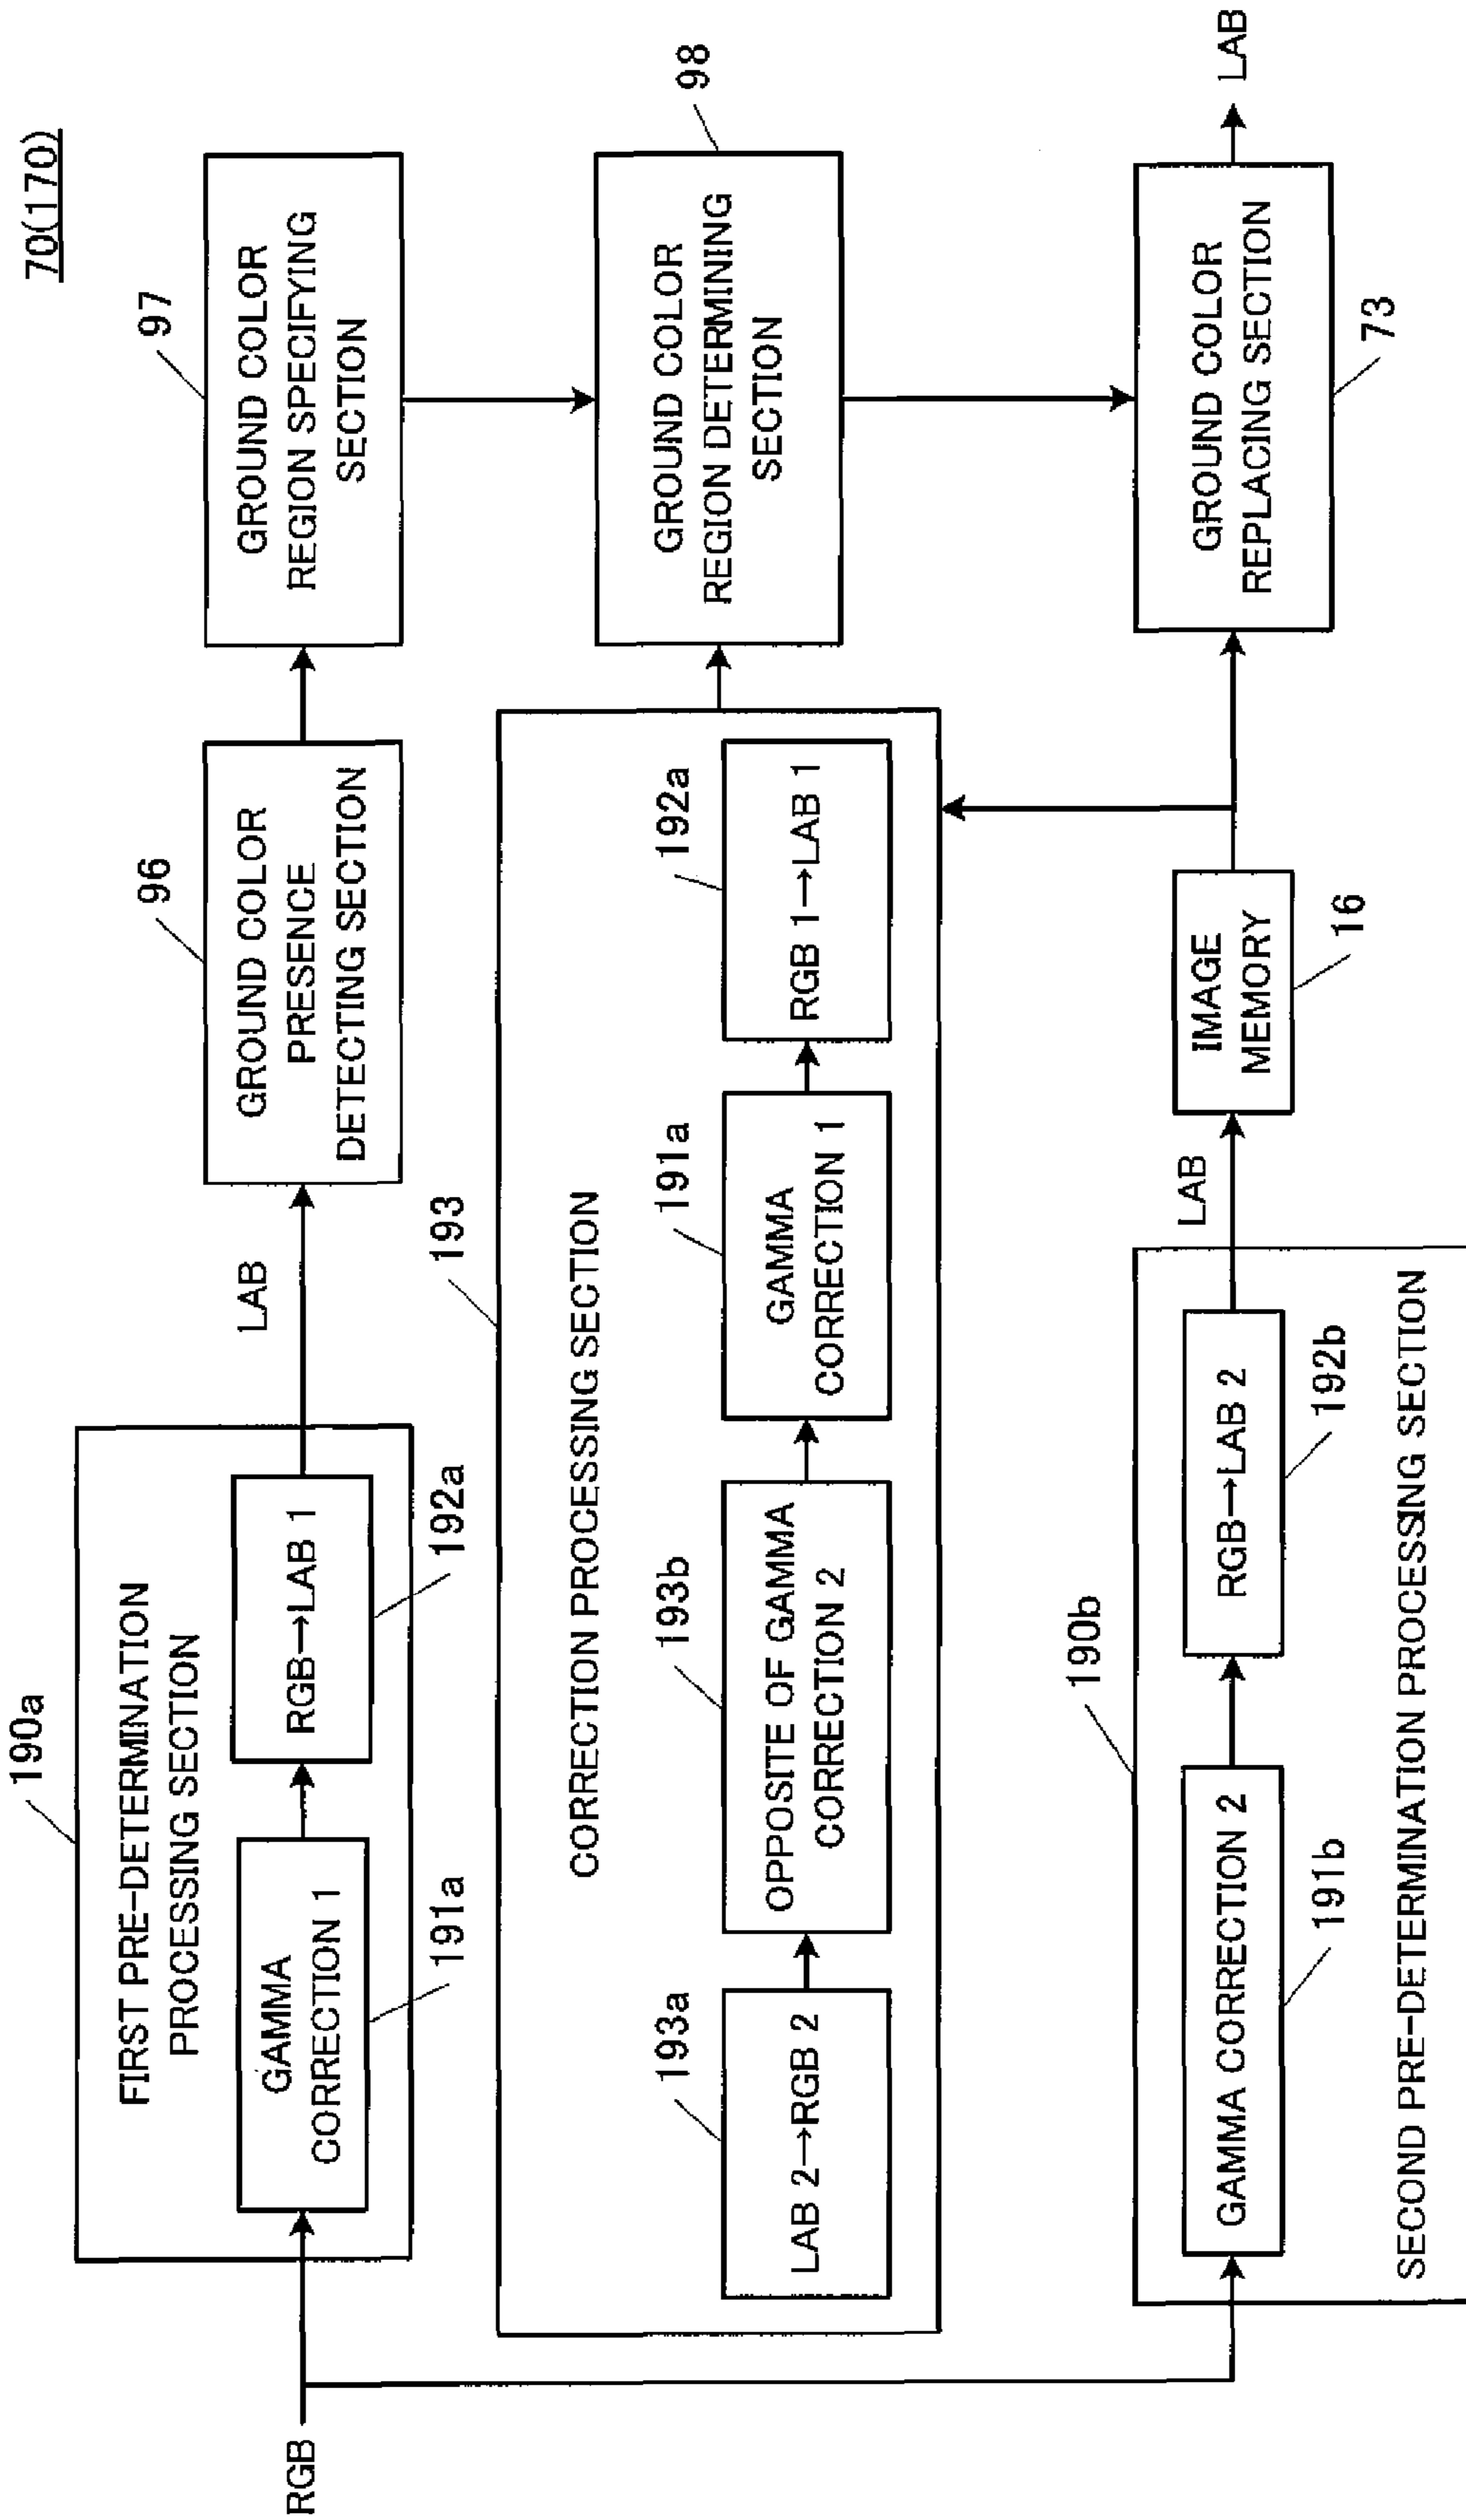 70(170)
190a
FIRST PRE-DETERMINATION
PROCESSING SECTION
GAMMA
CORRECTION 1
191a
RGB→LAB 1
192a
LAB
96
GROUND COLOR
PRESENCE
DETECTING SECTION
97
GROUND COLOR
REGION SPECIFYING
SECTION
RGB
193
CORRECTION PROCESSING SECTION
193a
LAB 2→RGB 2
193b
OPPOSITE OF GAMMA
CORRECTION 2
191a
GAMMA
CORRECTION 1
192a
RGB 1→LAB 1
98
GROUND COLOR
REGION DETERMINING
SECTION
190b
GAMMA CORRECTION 2
191b
RGB→LAB 2
192b
SECOND PRE-DETERMINATION PROCESSING SECTION
LAB
IMAGE
MEMORY
16
GROUND COLOR
REPLACING SECTION
73
LAB